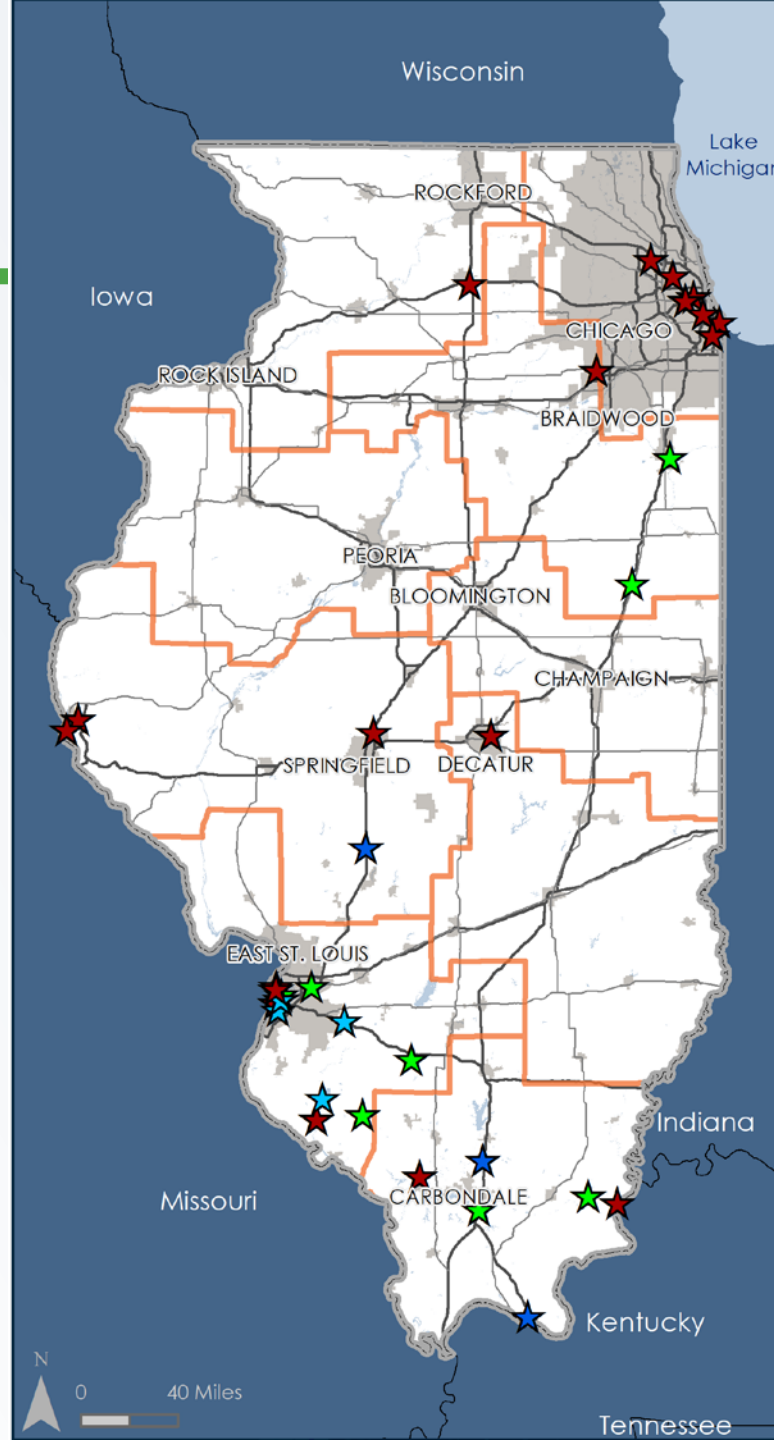 Wisconsin
Lake
Michigan
ROCKFORD
Iowa
CHICAGO
ROCK ISLAND
BRAIDWOOD
PEORIA
BLOOMINGTON
CHAMPAIGN
SPRINGFIELD
DECATUR
EAST ST. LOUIS
Indiana
Missouri
CARBONDALE
Kentucky
N
0 40 Miles
Tennessee